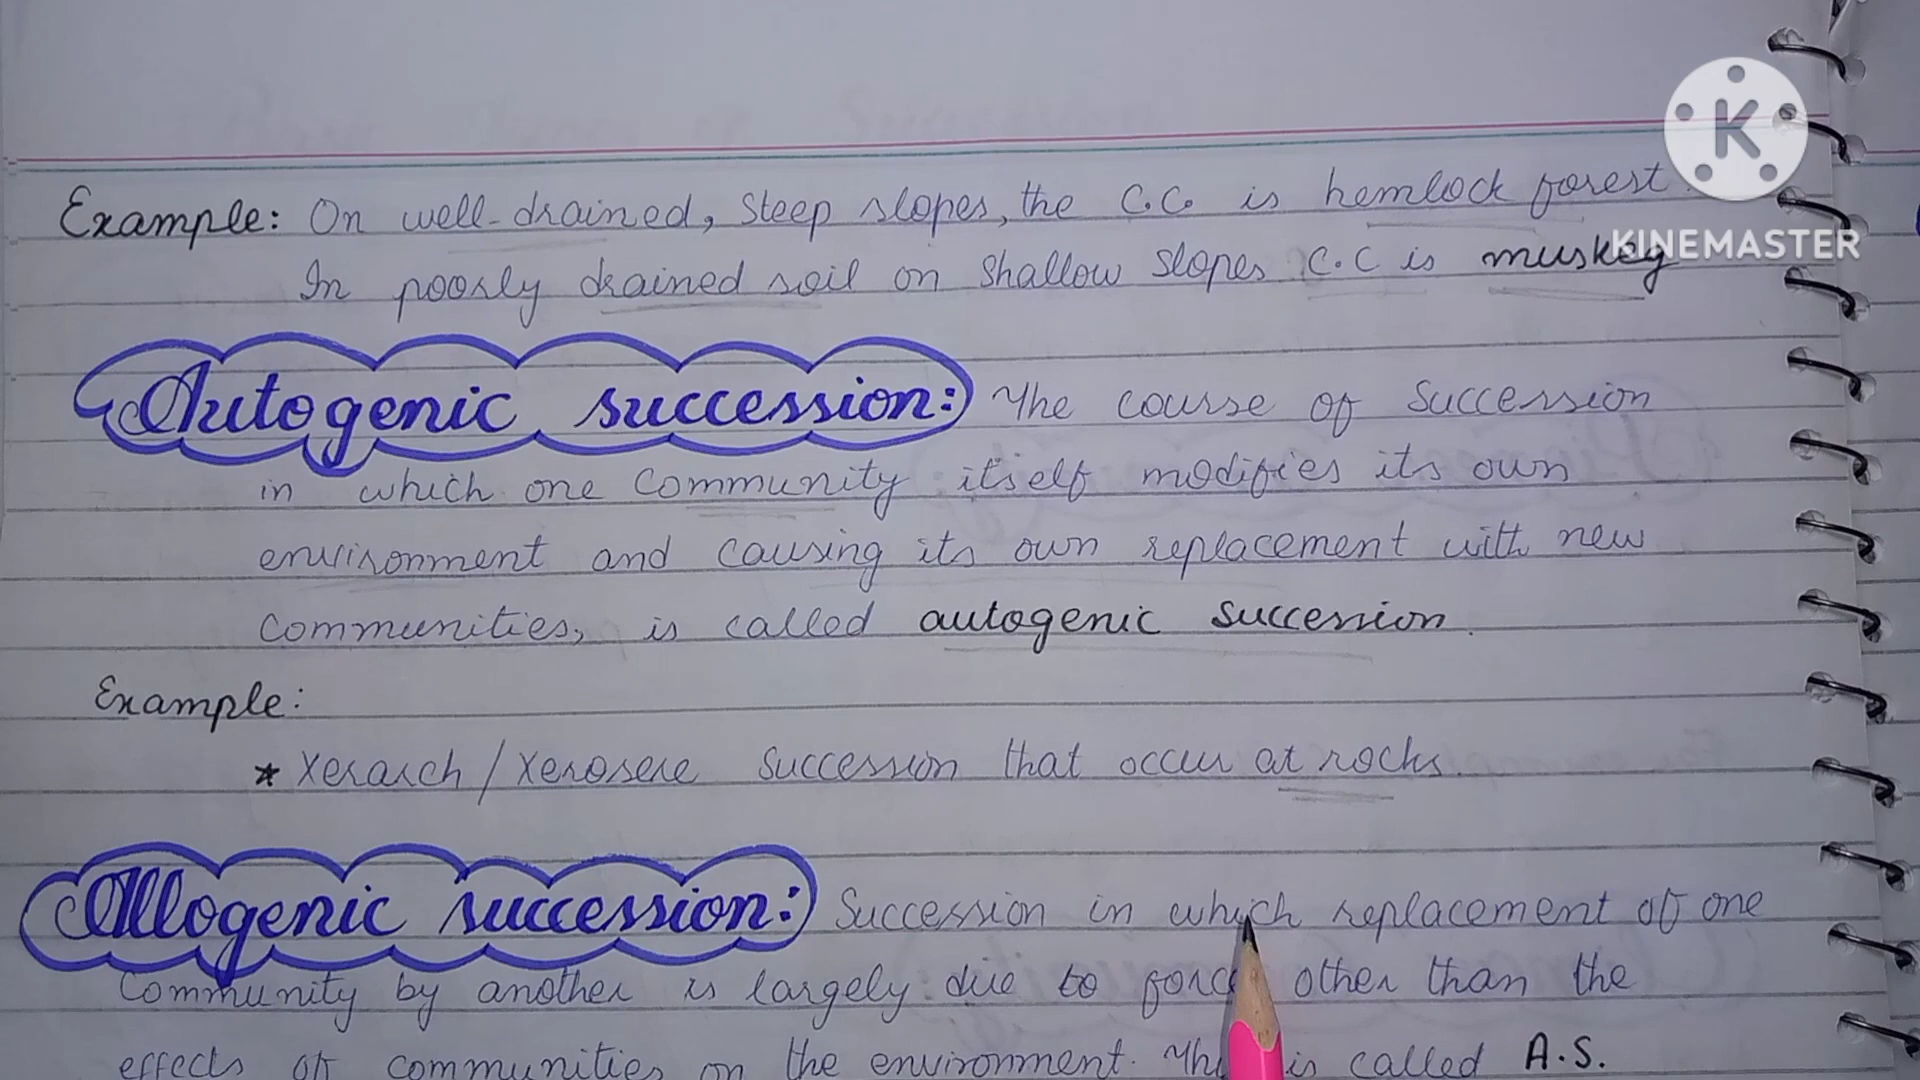 Example: On well-drained, steep slopes, the C.C. is hemlock forest.
In poorly drained soil on shallow slopes C.C is muskeg
Autogenic succession: The course of succession
in which one community itself modifies its own
environment and causing its own replacement with new
communities, is called autogenic succession.
Example:
* Xerarch/Xerosere succession that occur at rocks.
Allogenic succession: Succession in which replacement of one
community by another is largely due to force other than the
effects of communities on the environment. is called A.S.
K
KINEMASTER